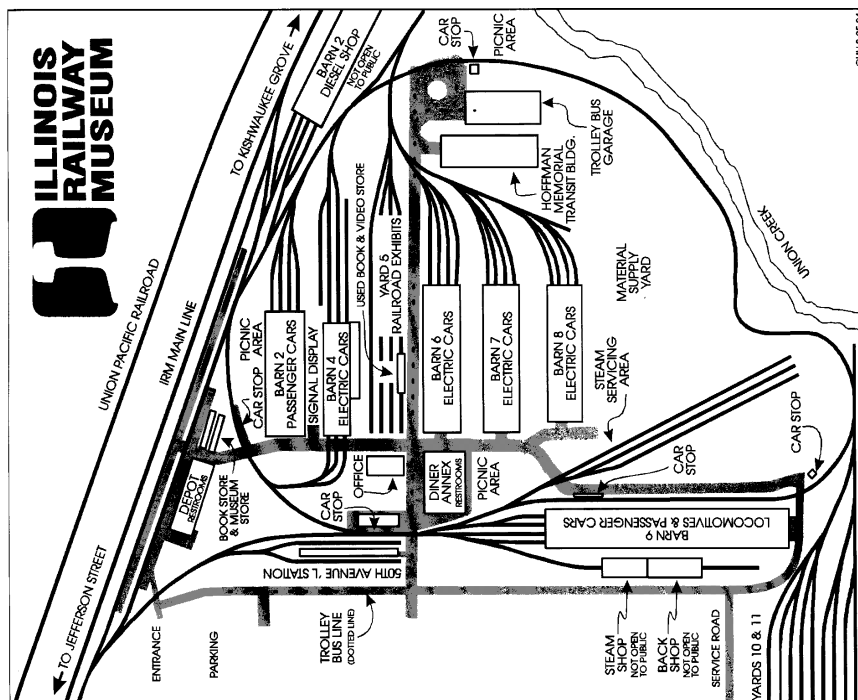 ILLINOIS
RAILWAY
MUSEUM
TO KISHWAUKEE GROVE
BARN 2
DIESEL SHOP
NOT OPEN
TO PUBLIC
CAR
STOP
PICNIC
AREA
UNION PACIFIC RAILROAD
IRM MAIN LINE
TROLLEY BUS
GARAGE
HOFFMAN
MEMORIAL
TRANSIT BLDG.
UNION CREEK
PICNIC
AREA
CAR STOP
BARN 2
PASSENGER CARS
SIGNAL DISPLAY
BARN 4
ELECTRIC CARS
USED BOOK & VIDEO STORE
YARD 5
RAILROAD EXHIBITS
BARN 6
ELECTRIC CARS
BARN 7
ELECTRIC CARS
BARN 8
ELECTRIC CARS
MATERIAL
SUPPLY
YARD
STEAM
SERVICING
AREA
DEPOT
RESTROOMS
BOOK STORE
& MUSEUM
STORE
OFFICE
CAR
STOP
DINER
ANNEX
RESTROOMS
PICNIC
AREA
CAR
STOP
CAR STOP
BARN 9
LOCOMOTIVES & PASSENGER CARS
50TH AVENUE 'L STATION
TO JEFFERSON STREET
ENTRANCE
PARKING
TROLLEY
BUS LINE
(DOTTED LINE)
STEAM
SHOP
NOT OPEN
TO PUBLIC
BACK
SHOP
NOT OPEN
TO PUBLIC
SERVICE ROAD
YARDS 10 & 11